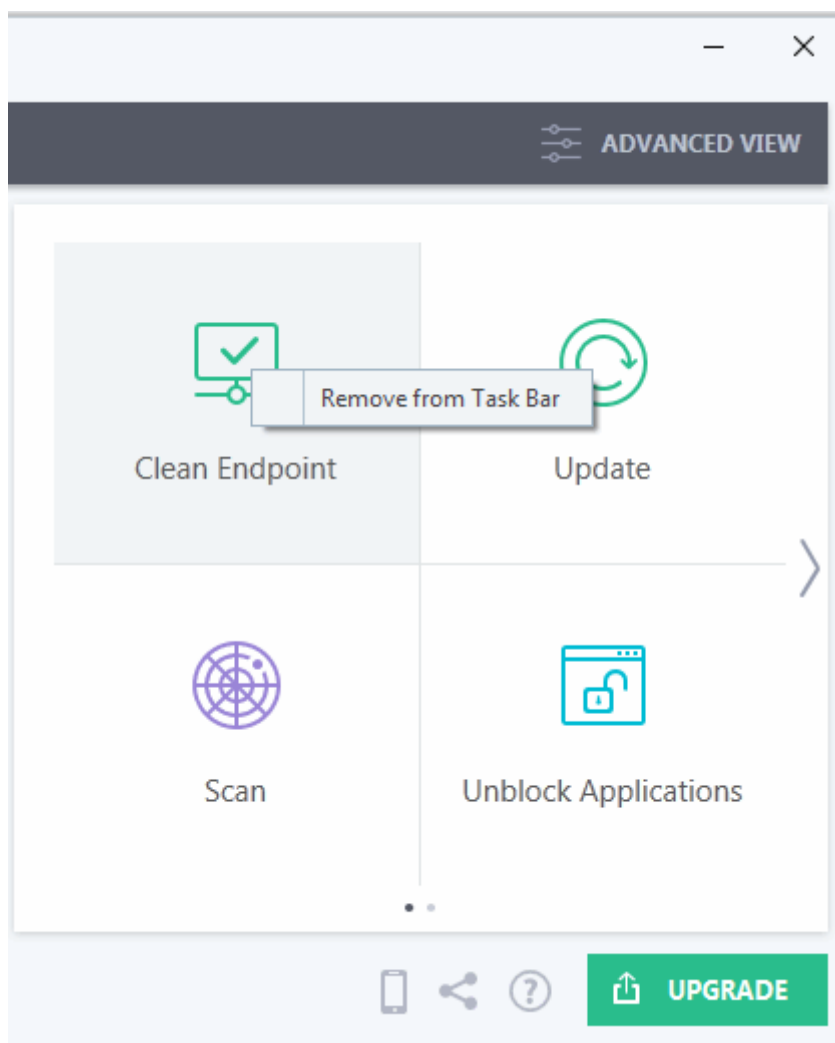 ADVANCED VIEW
Remove from Task Bar
Clean Endpoint
Update
Scan
Unblock Applications
?
UPGRADE